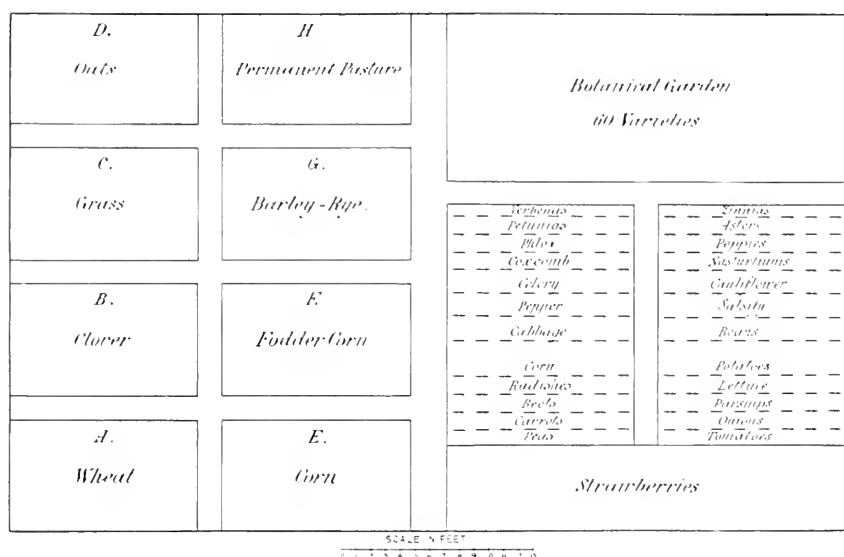 D.
Oats
H
Permanent Pasture
Botanical Garden
60 Varieties
C.
Grass
G.
Barley-Rye.
Verbenas
Petunias
Phlox
Coxcomb
Celery
Pepper
Cabbage
Corn
Radishes
Beets
Carrots
Peas
Zinnias
Asters
Poppies
Nasturtiums
Cauliflower
Salsify
Beans
Potatoes
Lettuce
Parsnips
Onions
Tomatoes
B.
Clover
F.
Fodder Corn
A.
Wheat
E.
Corn
Strawberries
SCALE IN FEET